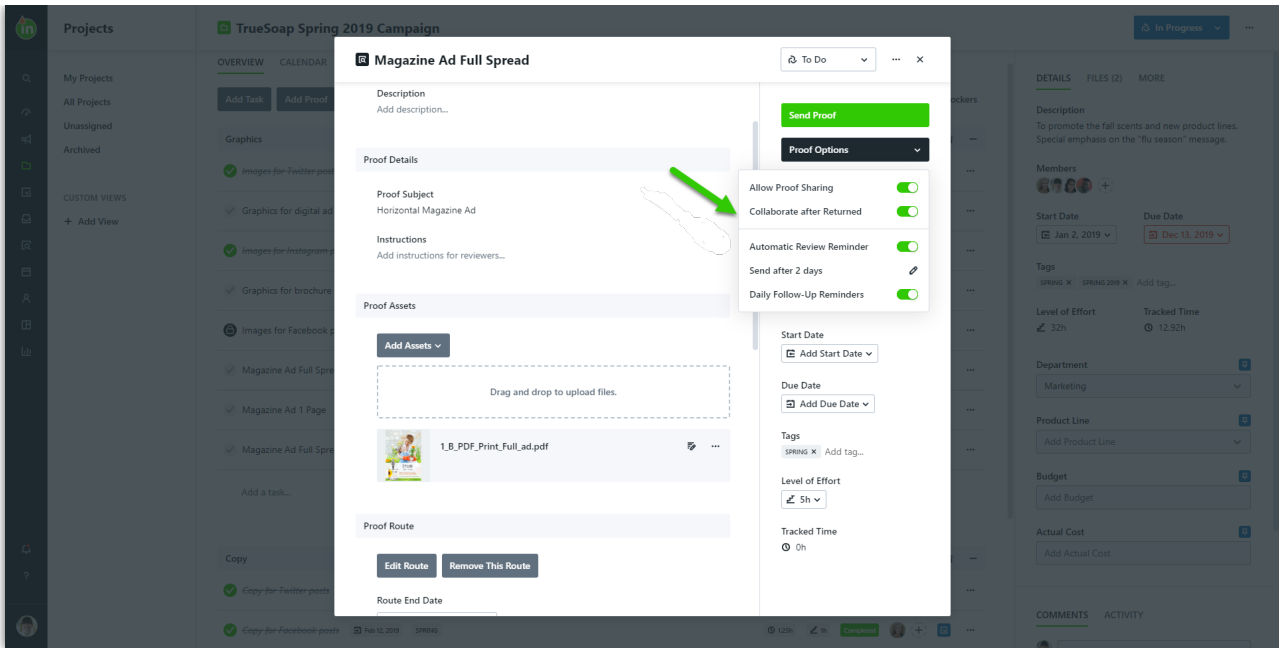 in
Projects
TrueSoap Spring 2019 Campaign
In Progress
My Projects
All Projects
Unassigned
Archived
CUSTOM VIEWS
+ Add View
OVERVIEW CALENDAR
Add Task Add Proof
Graphics
Images for Twitter post
Graphics for digital ad
Images for Instagram p
Graphics for brochure
Images for Facebook p
Magazine Ad Full Spre
Magazine Ad 1 Page
Magazine Ad Full Spre
Add a task...
Copy
Copy for Twitter posts
Copy for Facebook posts Feb 12, 2019 SPRING 1.25h 1h Completed
Magazine Ad Full Spread
To Do
Description
Add description...
Proof Details
Proof Subject
Horizontal Magazine Ad
Instructions
Add instructions for reviewers...
Proof Assets
Add Assets
Drag and drop to upload files.
1_B_PDF_Print_Full_ad.pdf
Proof Route
Edit Route Remove This Route
Route End Date
Send Proof
Proof Options
Allow Proof Sharing
Collaborate after Returned
Automatic Review Reminder
Send after 2 days
Daily Follow-Up Reminders
Start Date
Add Start Date
Due Date
Add Due Date
Tags
SPRING × Add tag...
Level of Effort
5h
Tracked Time
0h
ockers
DETAILS FILES (2) MORE
Description
To promote the fall scents and new product lines.
Special emphasis on the "flu season" message.
Members
Start Date Due Date
Jan 2, 2019 Dec 13, 2019
Tags
SPRING × SPRING 2019 × Add tag...
Level of Effort Tracked Time
32h 12.92h
Department
Marketing
Product Line
Add Product Line
Budget
Add Budget
Actual Cost
Add Actual Cost
COMMENTS ACTIVITY